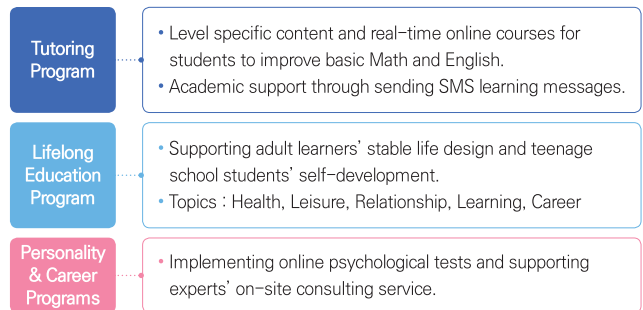 Tutoring
Program
• Level specific content and real-time online courses for
students to improve basic Math and English.
• Academic support through sending SMS learning messages.
Lifelong
Education
Program
• Supporting adult learners' stable life design and teenage
school students' self-development.
• Topics : Health, Leisure, Relationship, Learning, Career
Personality
& Career
Programs
• Implementing online psychological tests and supporting
experts' on-site consulting service.